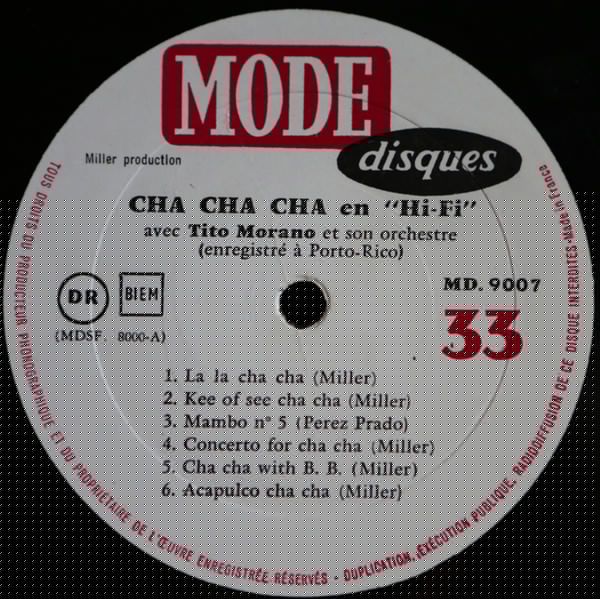 MODE
disques
Miller production
CHA CHA CHA en "Hi-Fi"
avec Tito Morano et son orchestre
(enregistré à Porto-Rico)
DR
BIEM
MD. 9007
(MDSF. 8000-A)
33
1. La la cha cha (Miller)
2. Kee of see cha cha (Miller)
3. Mambo n° 5 (Perez Prado)
4. Concerto for cha cha (Miller)
5. Cha cha with B. B. (Miller)
6. Acapulco cha cha (Miller)
TOUS DROITS DU PRODUCTEUR PHONOGRAPHIQUE ET DU PROPRIÉTAIRE DE L'ŒUVRE ENREGISTRÉE RÉSERVÉS - DUPLICATION, EXÉCUTION PUBLIQUE, RADIODIFFUSION DE CE DISQUE INTERDITES - Made in France